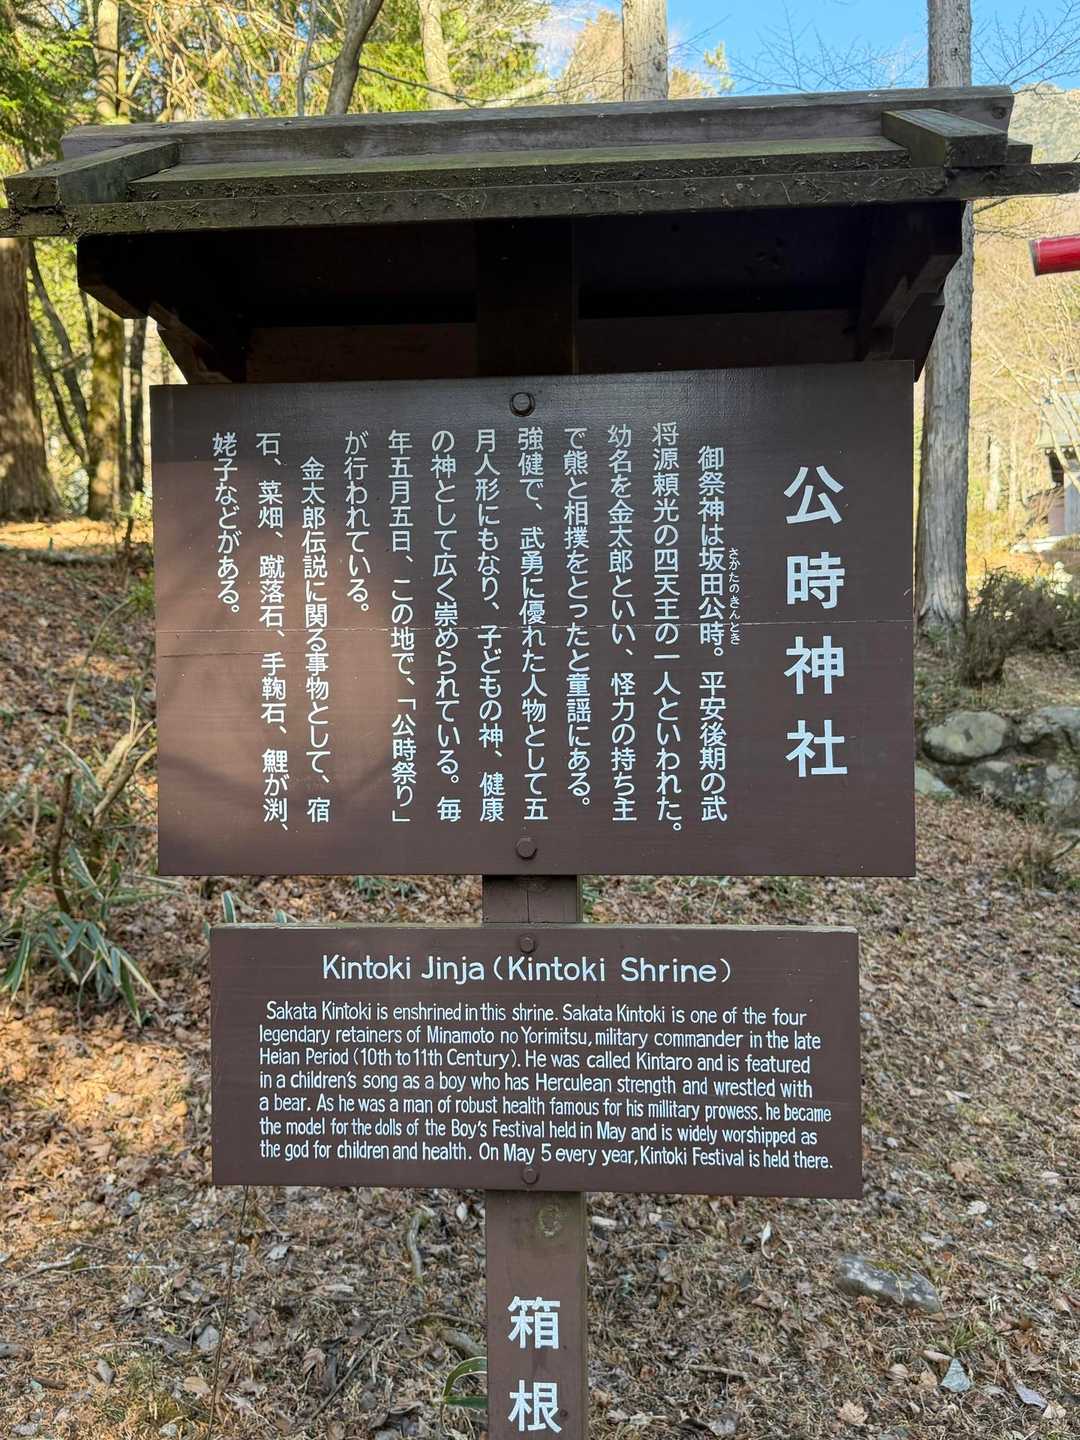 公時神社
御祭神は坂田公時。平安後期の武
さかたのきんとき
将源頼光の四天王の一人といわれた。
幼名を金太郎といい、怪力の持ち主
で熊と相撲をとったと童謡にある。
強健で、武勇に優れた人物として五
月人形にもなり、子どもの神、健康
の神として広く崇められている。毎
年五月五日、この地で、「公時祭り」
が行われている。
金太郎伝説に関る事物として、宿
石、菜畑、蹴落石、手鞠石、鯉が渕、
姥子などがある。
Kintoki Jinja (Kintoki Shrine)
Sakata Kintoki is enshrined in this shrine. Sakata Kintoki is one of the four
legendary retainers of Minamoto no Yorimitsu, military commander in the late
Heian Period (10th to 11th Century). He was called Kintaro and is featured
in a children's song as a boy who has Herculean strength and wrestled with
a bear. As he was a man of robust health famous for his millitary prowess. he became
the model for the dolls of the Boy's Festival held in May and is widely worshipped as
the god for children and health. On May 5 every year, Kintoki Festival is held there.
箱根